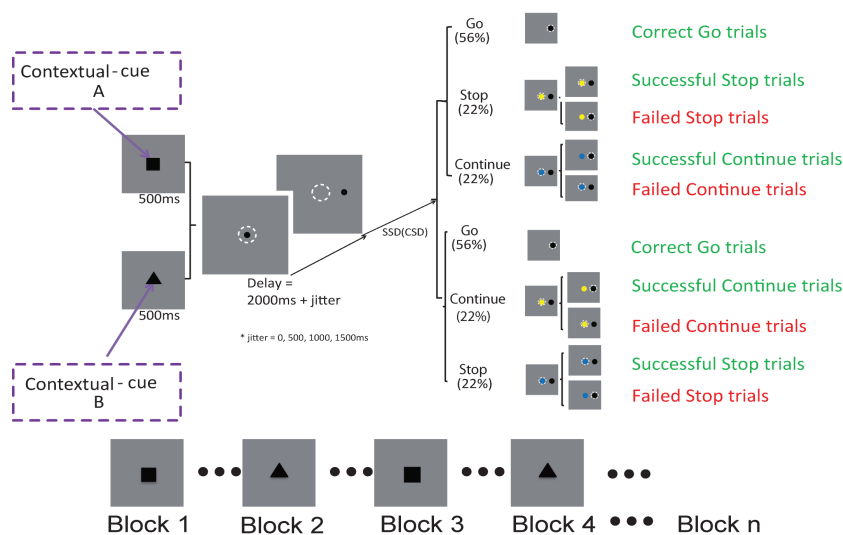 Contextual-cue
A
500ms
500ms
Contextual-cue
B
Delay =
2000ms + jitter
* jitter = 0, 500, 1000, 1500ms
SSD(CSD)
Go
(56%)
Correct Go trials
Stop
(22%)
Successful Stop trials
Failed Stop trials
Continue
(22%)
Successful Continue trials
Failed Continue trials
Go
(56%)
Correct Go trials
Continue
(22%)
Successful Continue trials
Failed Continue trials
Stop
(22%)
Successful Stop trials
Failed Stop trials
Block 1
Block 2
Block 3
Block 4
Block n